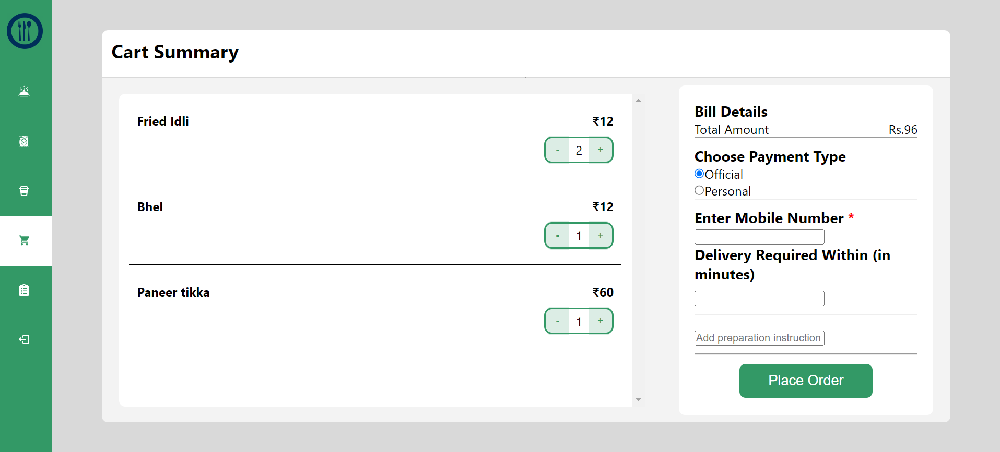 Cart Summary
Fried Idli ₹12
- 2 +
Bhel ₹12
- 1 +
Paneer tikka ₹60
- 1 +
Bill Details
Total Amount Rs.96
Choose Payment Type
Official
Personal
Enter Mobile Number *
Delivery Required Within (in
minutes)
Add preparation instruction
Place Order